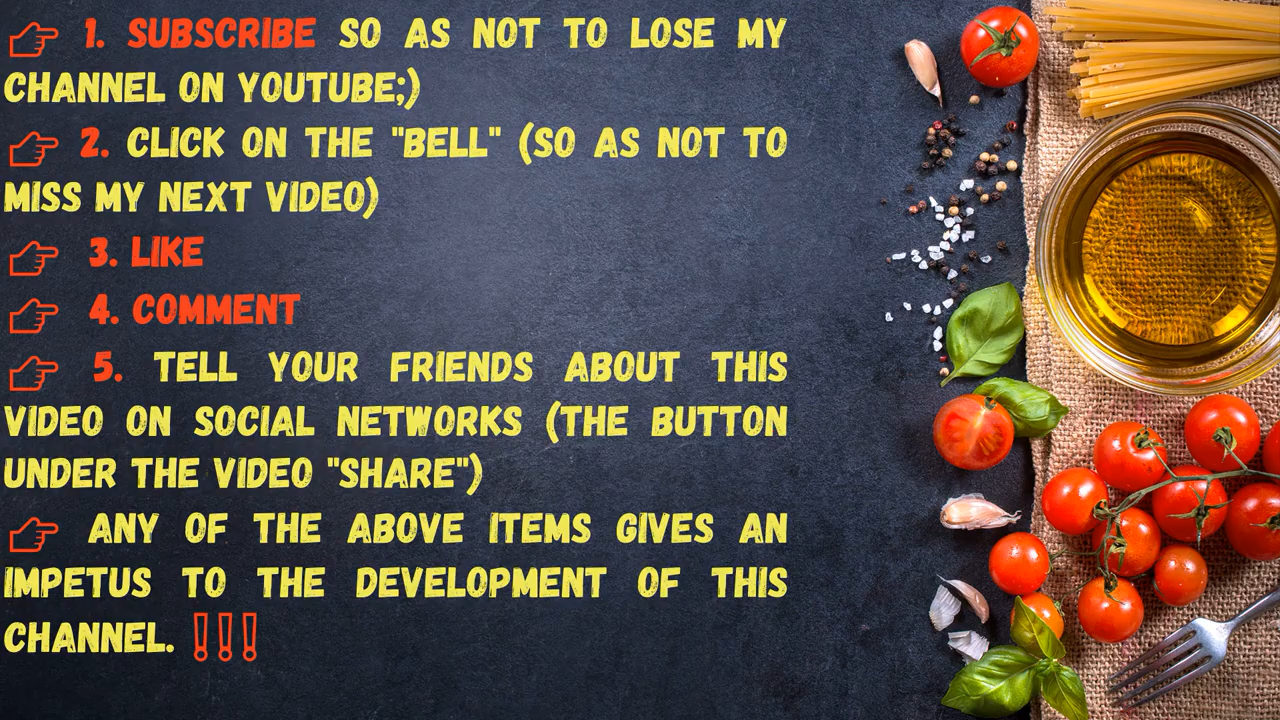 👉 1. SUBSCRIBE SO AS NOT TO LOSE MY
CHANNEL ON YOUTUBE;)
👉 2. CLICK ON THE "BELL" (SO AS NOT TO
MISS MY NEXT VIDEO)
👉 3. LIKE
👉 4. COMMENT
👉 5. TELL YOUR FRIENDS ABOUT THIS
VIDEO ON SOCIAL NETWORKS (THE BUTTON
UNDER THE VIDEO "SHARE")
👉 ANY OF THE ABOVE ITEMS GIVES AN
IMPETUS TO THE DEVELOPMENT OF THIS
CHANNEL. ❗❗❗